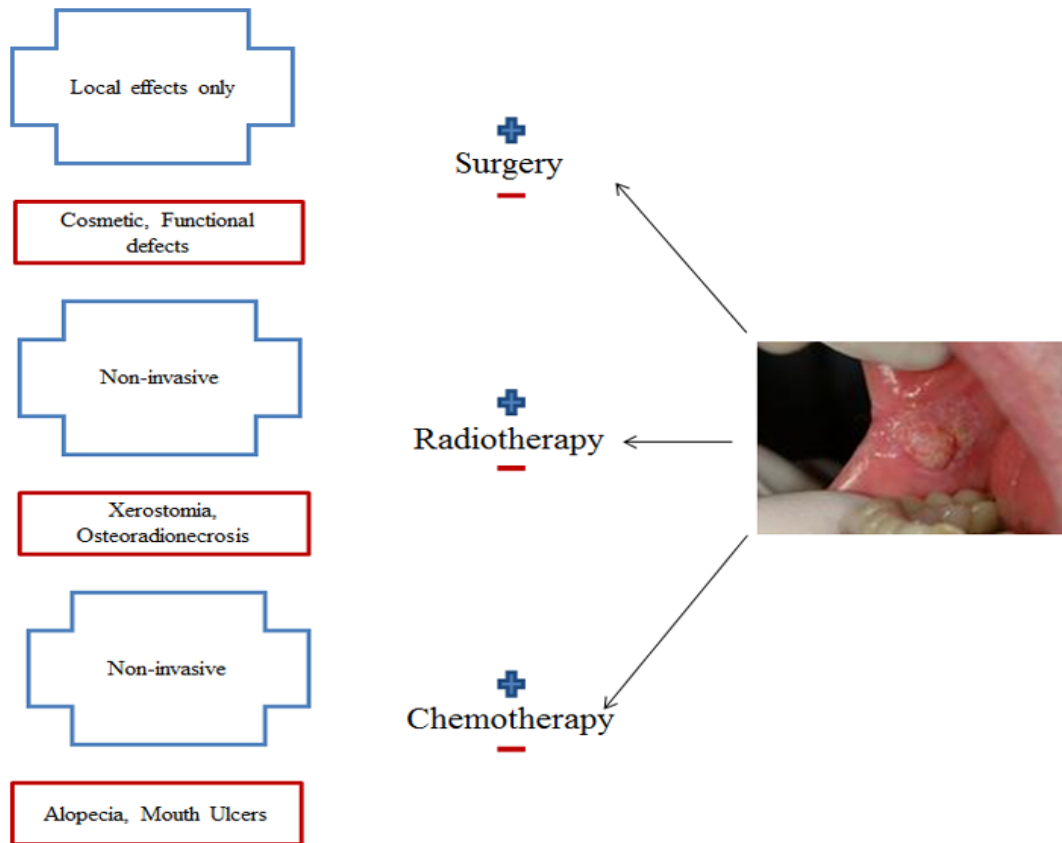 Local effects only
Surgery
Cosmetic, Functional
defects
Non-invasive
Radiotherapy
Xerostomia,
Osteoradionecrosis
Non-invasive
Chemotherapy
Alopecia, Mouth Ulcers